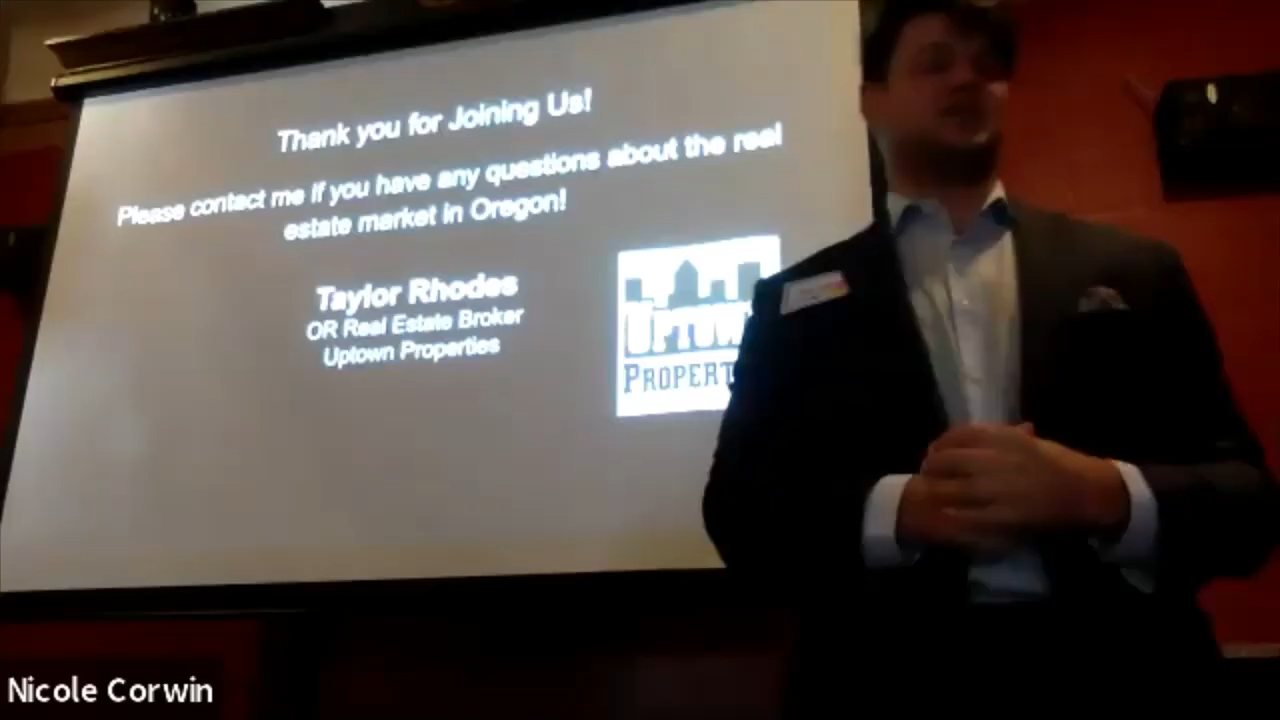 Thank you for Joining Us!
Please contact me if you have any questions about the real
estate market in Oregon!
Taylor Rhodes
OR Real Estate Broker
Uptown Properties
UPTOWN
PROPERT
Nicole Corwin